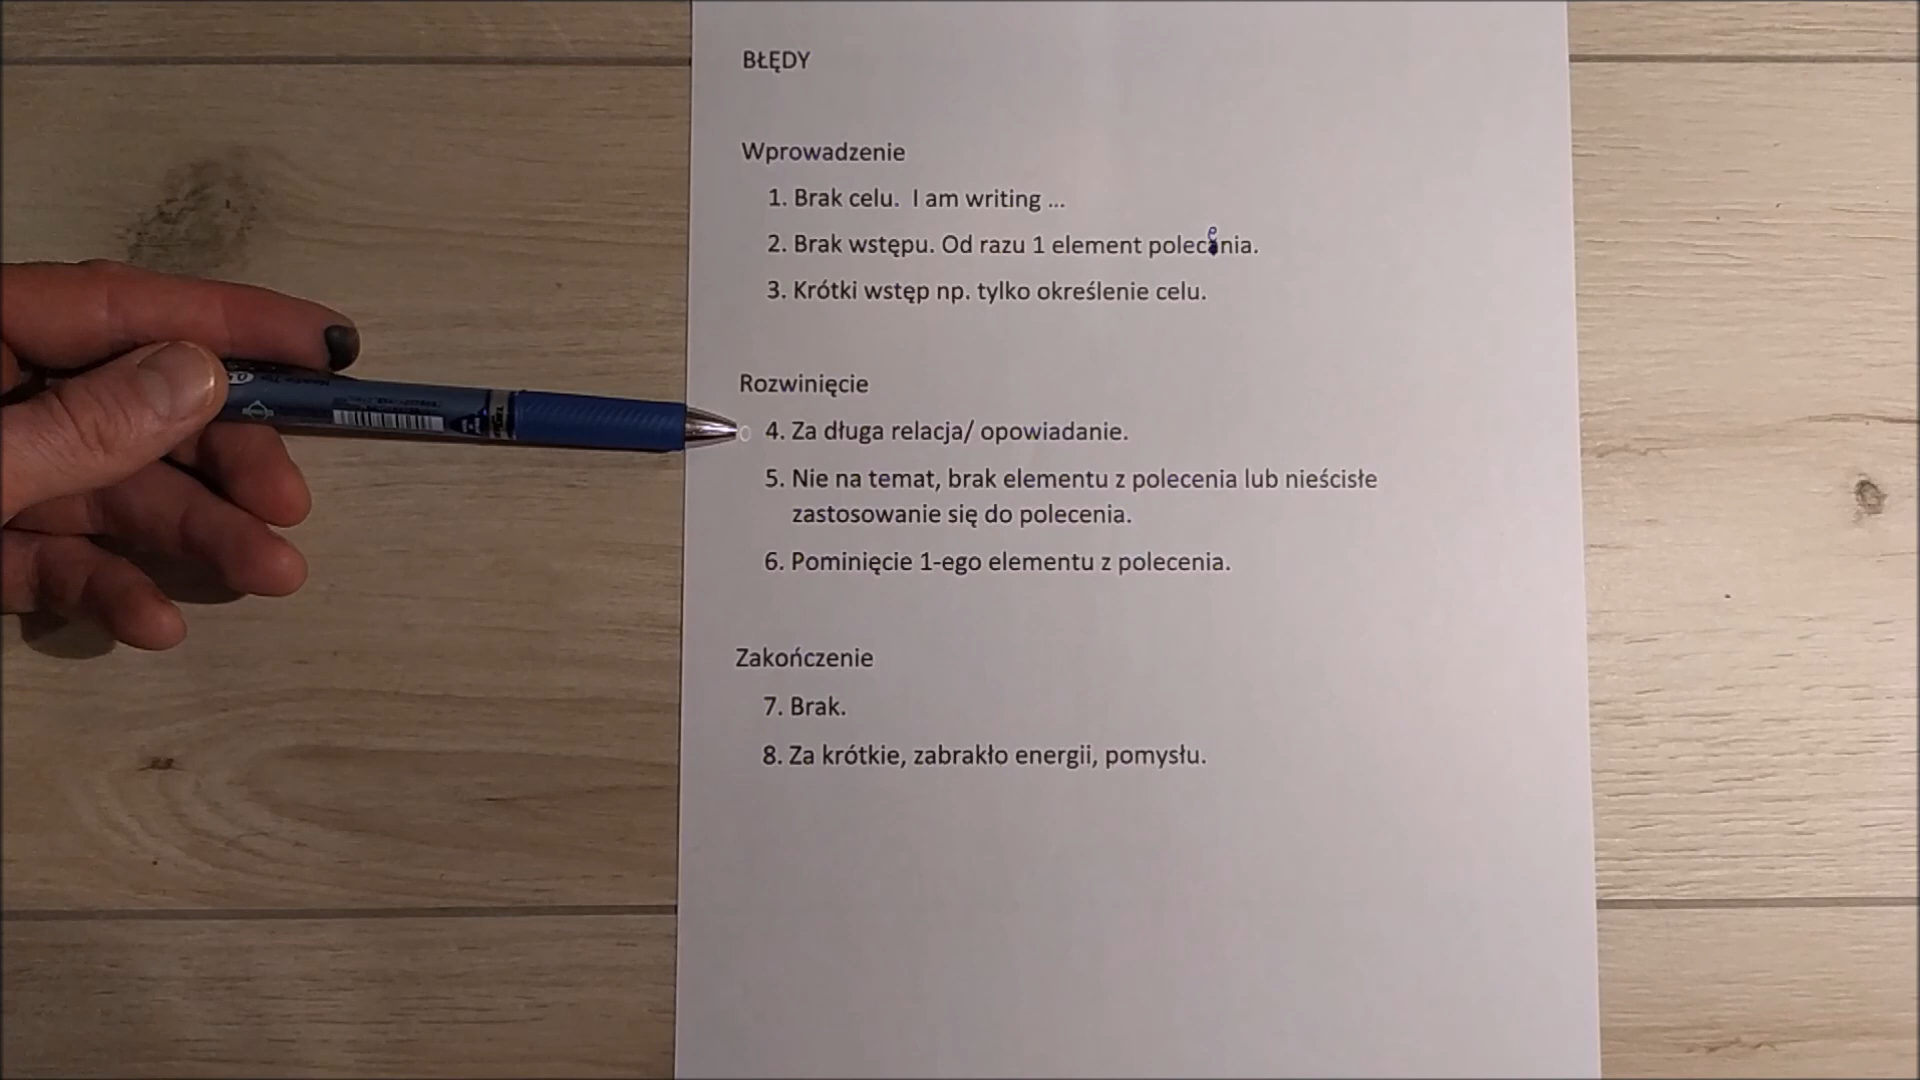 BŁĘDY
Wprowadzenie
1. Brak celu. I am writing ...
2. Brak wstępu. Od razu 1 element polecenia.
3. Krótki wstęp np. tylko określenie celu.
Rozwinięcie
4. Za długa relacja/ opowiadanie.
5. Nie na temat, brak elementu z polecenia lub nieścisłe
zastosowanie się do polecenia.
6. Pominięcie 1-ego elementu z polecenia.
Zakończenie
7. Brak.
8. Za krótkie, zabrakło energii, pomysłu.